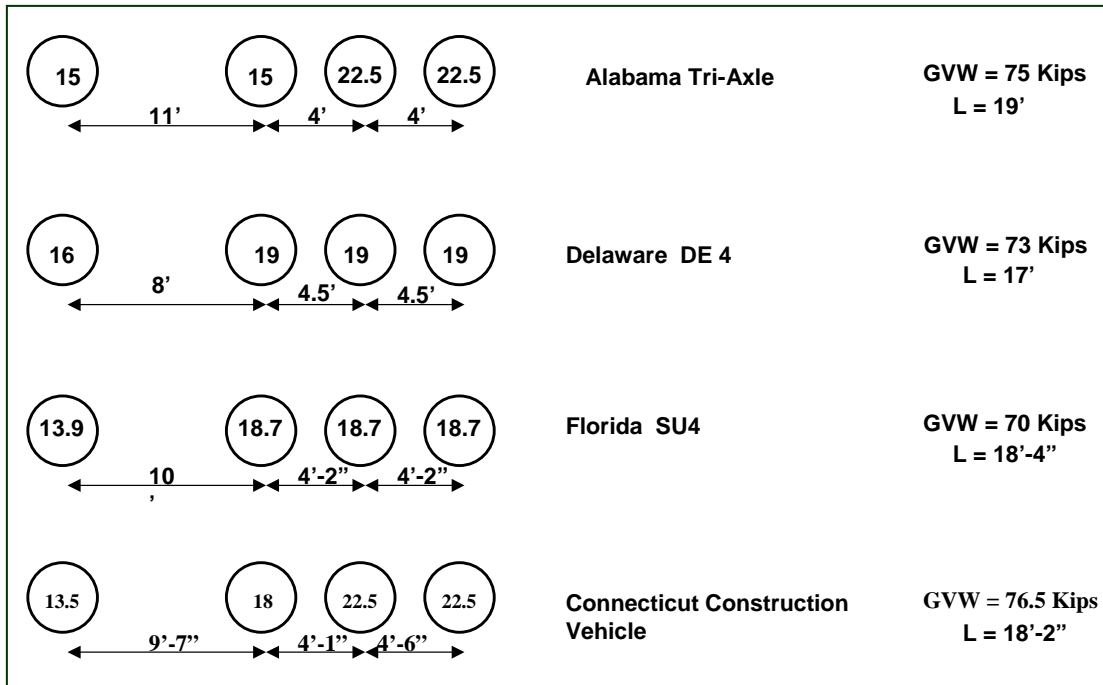 15 15 22.5 22.5 Alabama Tri-Axle GVW = 75 Kips
11’ 4’ 4’ L = 19’
16 19 19 19 Delaware DE 4 GVW = 73 Kips
8’ 4.5’ 4.5’ L = 17’
13.9 18.7 18.7 18.7 Florida SU4 GVW = 70 Kips
10 4’-2” 4’-2” L = 18’-4”
’
13.5 18 22.5 22.5 Connecticut Construction GVW = 76.5 Kips
Vehicle L = 18’-2”
9’-7” 4’-1” 4’-6”